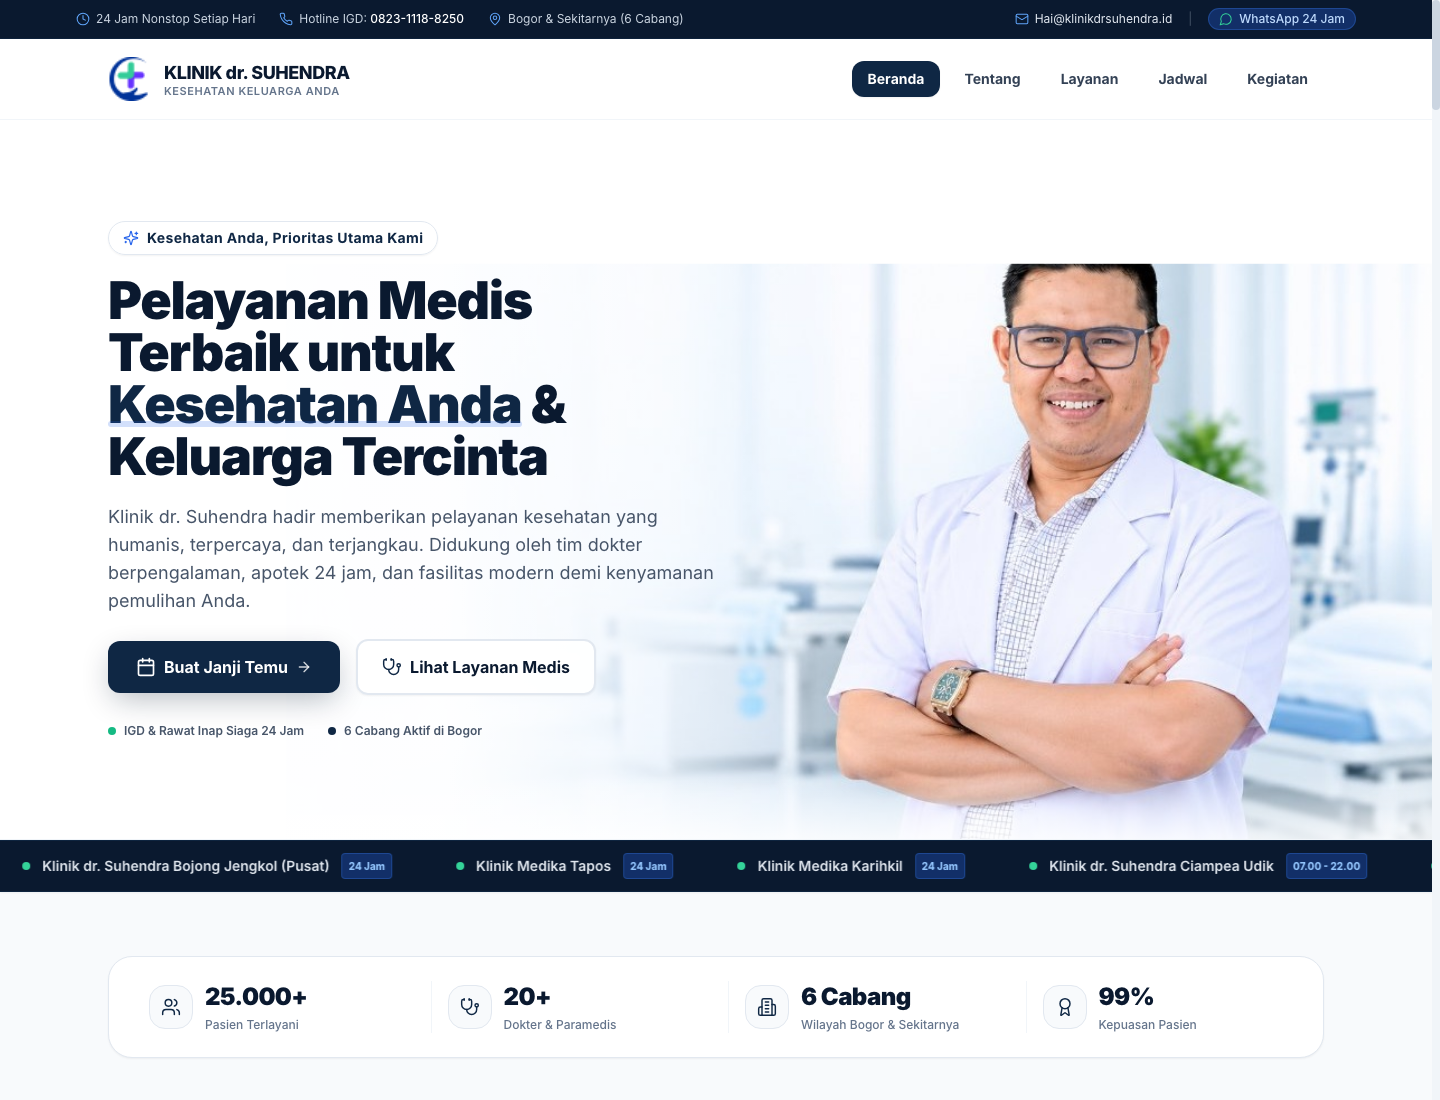 24 Jam Nonstop Setiap Hari
Hotline IGD: 0823-1118-8250
Bogor & Sekitarnya (6 Cabang)
Hai@klinikdrsuhendra.id
WhatsApp 24 Jam
KLINIK dr. SUHENDRA
KESEHATAN KELUARGA ANDA
Beranda
Tentang
Layanan
Jadwal
Kegiatan
Kesehatan Anda, Prioritas Utama Kami
Pelayanan Medis
Terbaik untuk
Kesehatan Anda &
Keluarga Tercinta
Klinik dr. Suhendra hadir memberikan pelayanan kesehatan yang
humanis, terpercaya, dan terjangkau. Didukung oleh tim dokter
berpengalaman, apotek 24 jam, dan fasilitas modern demi kenyamanan
pemulihan Anda.
Buat Janji Temu
Lihat Layanan Medis
IGD & Rawat Inap Siaga 24 Jam
6 Cabang Aktif di Bogor
Klinik dr. Suhendra Bojong Jengkol (Pusat) 24 Jam
Klinik Medika Tapos 24 Jam
Klinik Medika Karihkil 24 Jam
Klinik dr. Suhendra Ciampea Udik 07.00 - 22.00
25.000+
Pasien Terlayani
20+
Dokter & Paramedis
6 Cabang
Wilayah Bogor & Sekitarnya
99%
Kepuasan Pasien